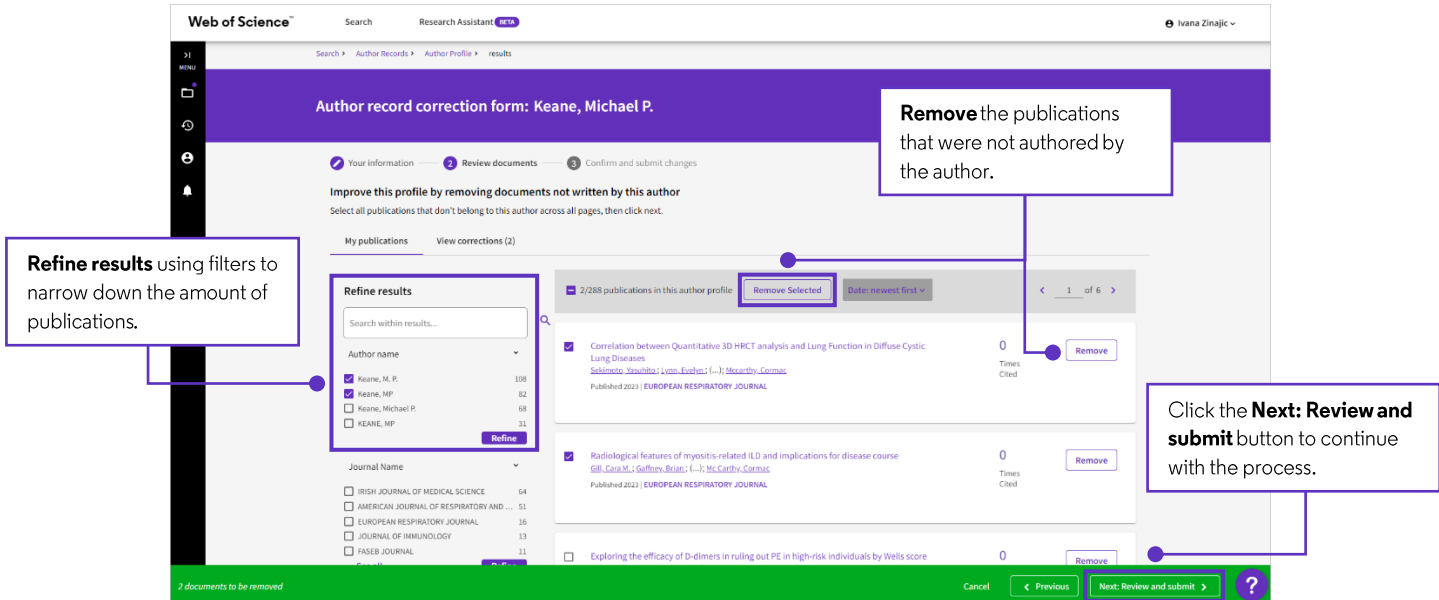 Web of Science™
Search
Research Assistant BETA
Ivana Zinajic
MENU
Search > Author Records > Author Profile > results
Author record correction form: Keane, Michael P.
Remove the publications
that were not authored by
the author.
Your information
2 Review documents
3 Confirm and submit changes
Improve this profile by removing documents not written by this author
Select all publications that don't belong to this author across all pages, then click next.
My publications
View corrections (2)
Refine results using filters to
narrow down the amount of
publications.
Refine results
Search within results...
Author name
Keane, M. P. 108
Keane, MP 82
Keane, Michael P. 68
KEANE, MP 31
Refine
Journal Name
IRISH JOURNAL OF MEDICAL SCIENCE 64
AMERICAN JOURNAL OF RESPIRATORY AND ... 51
EUROPEAN RESPIRATORY JOURNAL 16
JOURNAL OF IMMUNOLOGY 13
FASEB JOURNAL 11
2/288 publications in this author profile
Remove Selected
Date: newest first
< 1 of 6 >
Correlation between Quantitative 3D HRCT analysis and Lung Function in Diffuse Cystic
Lung Diseases
Sekimoto, Yasuhito ; Lynn, Evelyn ; (...); Mccarthy, Cormac
Published 2023 | EUROPEAN RESPIRATORY JOURNAL
0
Times
Cited
Remove
Radiological features of myositis-related ILD and implications for disease course
Gill, Cara M. ; Gaffney, Brian ; (...); Mc Carthy, Cormac
Published 2023 | EUROPEAN RESPIRATORY JOURNAL
0
Times
Cited
Remove
Exploring the efficacy of D-dimers in ruling out PE in high-risk individuals by Wells score
0
Remove
Click the Next: Review and
submit button to continue
with the process.
2 documents to be removed
Cancel
< Previous
Next: Review and submit >
?